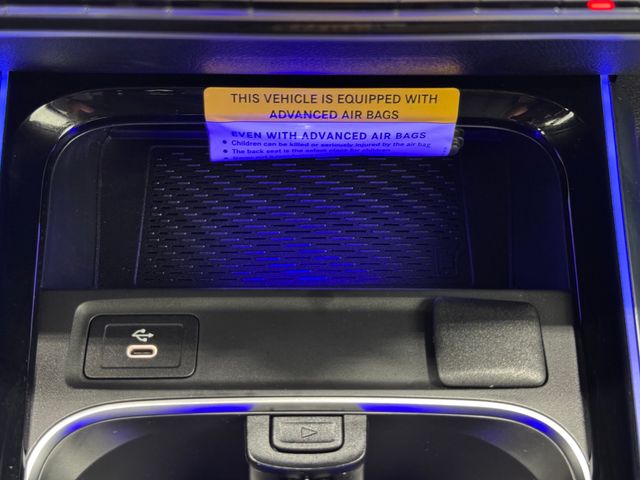 THIS VEHICLE IS EQUIPPED WITH
ADVANCED AIR BAGS
EVEN WITH ADVANCED AIR BAGS
• Children can be killed or seriously injured by the air bag
• The back seat is the safest place for children